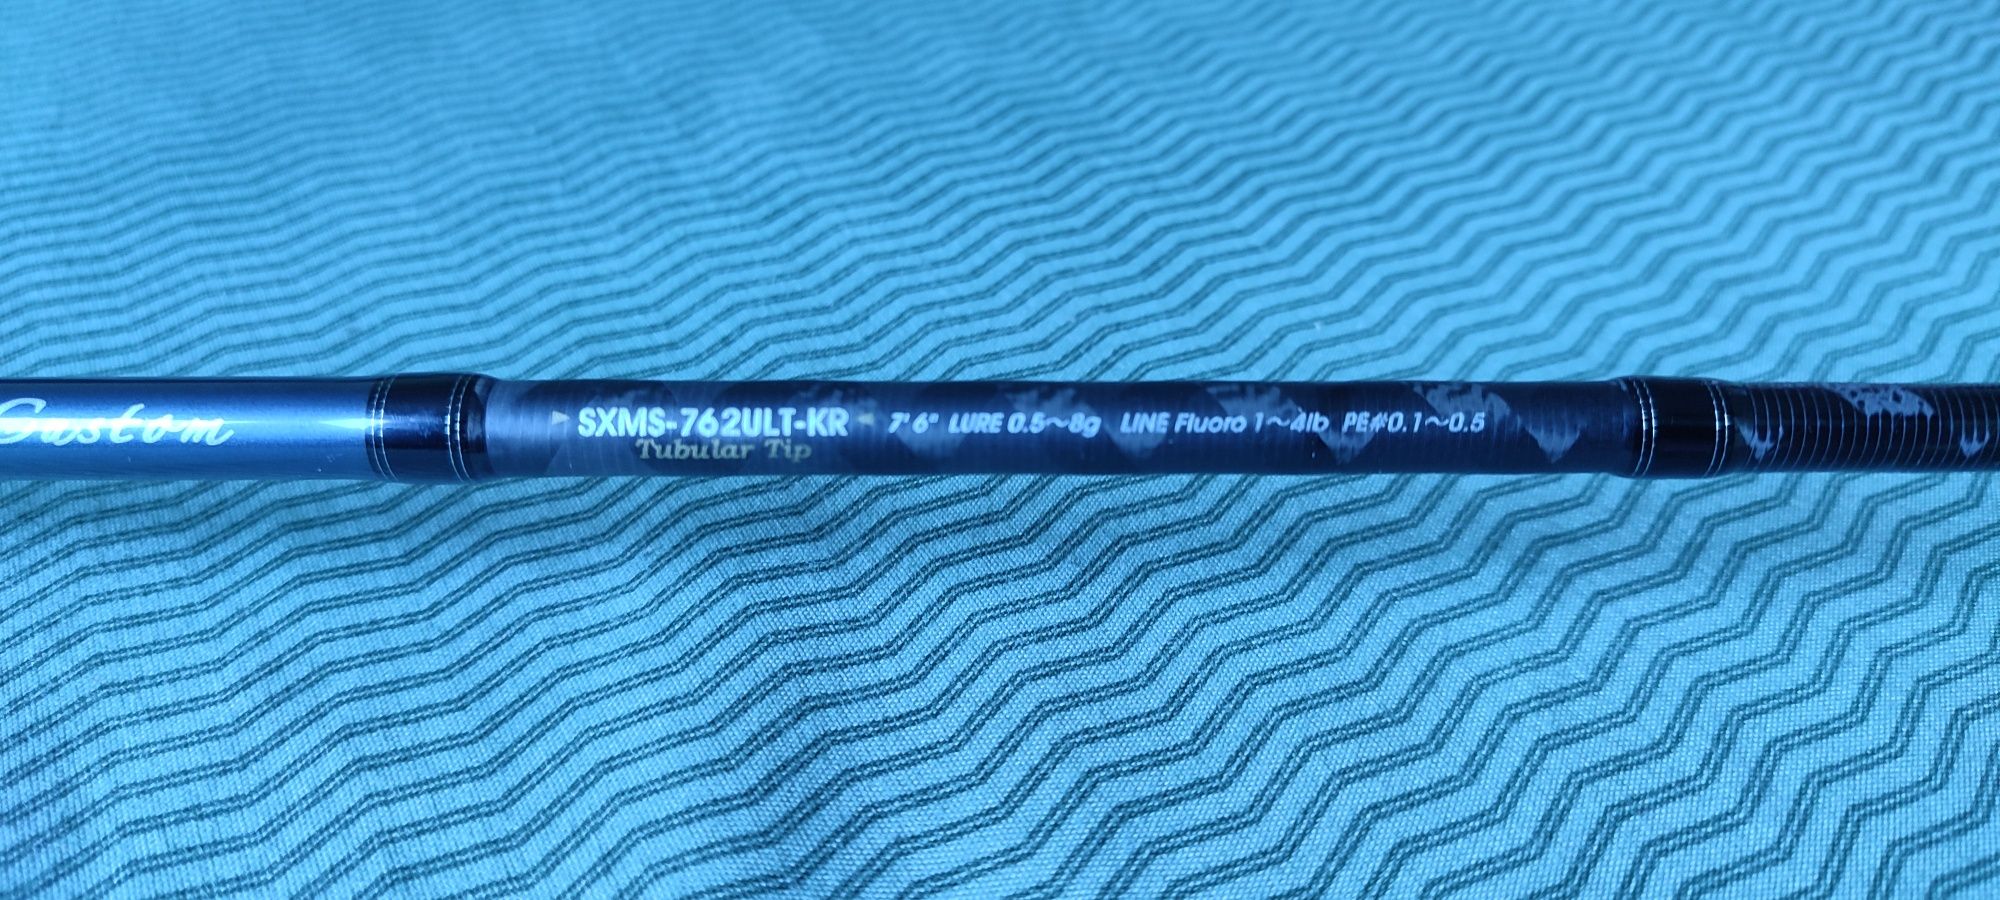 Custom
SXMS-762ULT-KR 7'6" LURE 0.5~8g LINE Fluoro 1~4lb PE#0.1~0.5
Tubular Tip